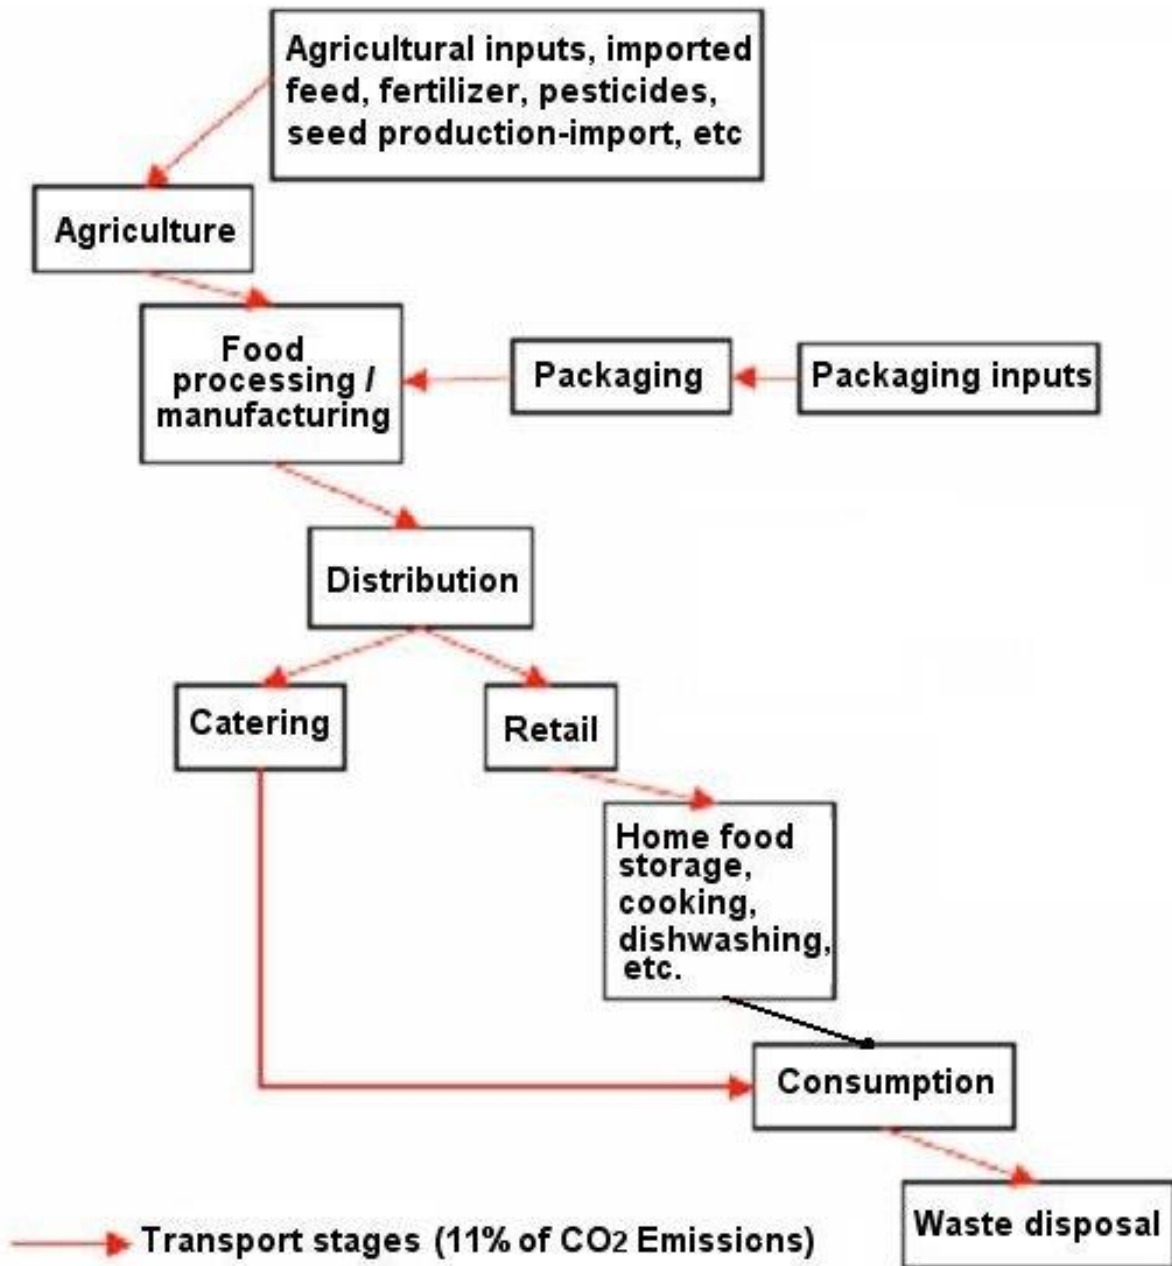 Agricultural inputs, imported
feed, fertilizer, pesticides,
seed production-import, etc
Agriculture
Food
processing /
manufacturing
Packaging
Packaging inputs
Distribution
Catering
Retail
Home food
storage,
cooking,
dishwashing,
etc.
Consumption
Waste disposal
Transport stages (11% of CO2 Emissions)